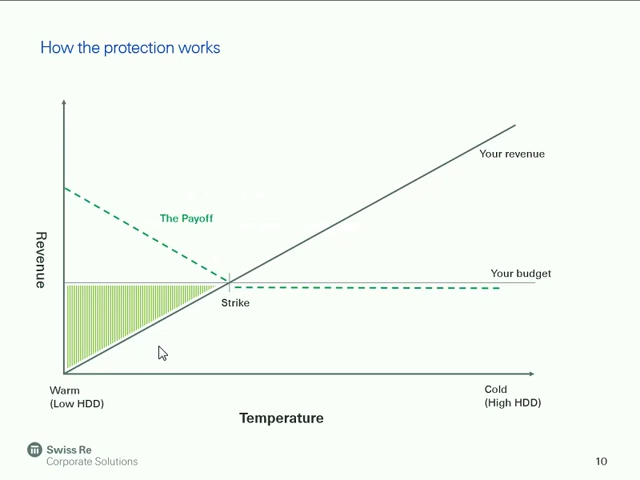 How the protection works
Your revenue
The Payoff
Revenue
Your budget
Strike
Warm
(Low HDD)
Cold
(High HDD)
Temperature
Swiss Re
Corporate Solutions
10